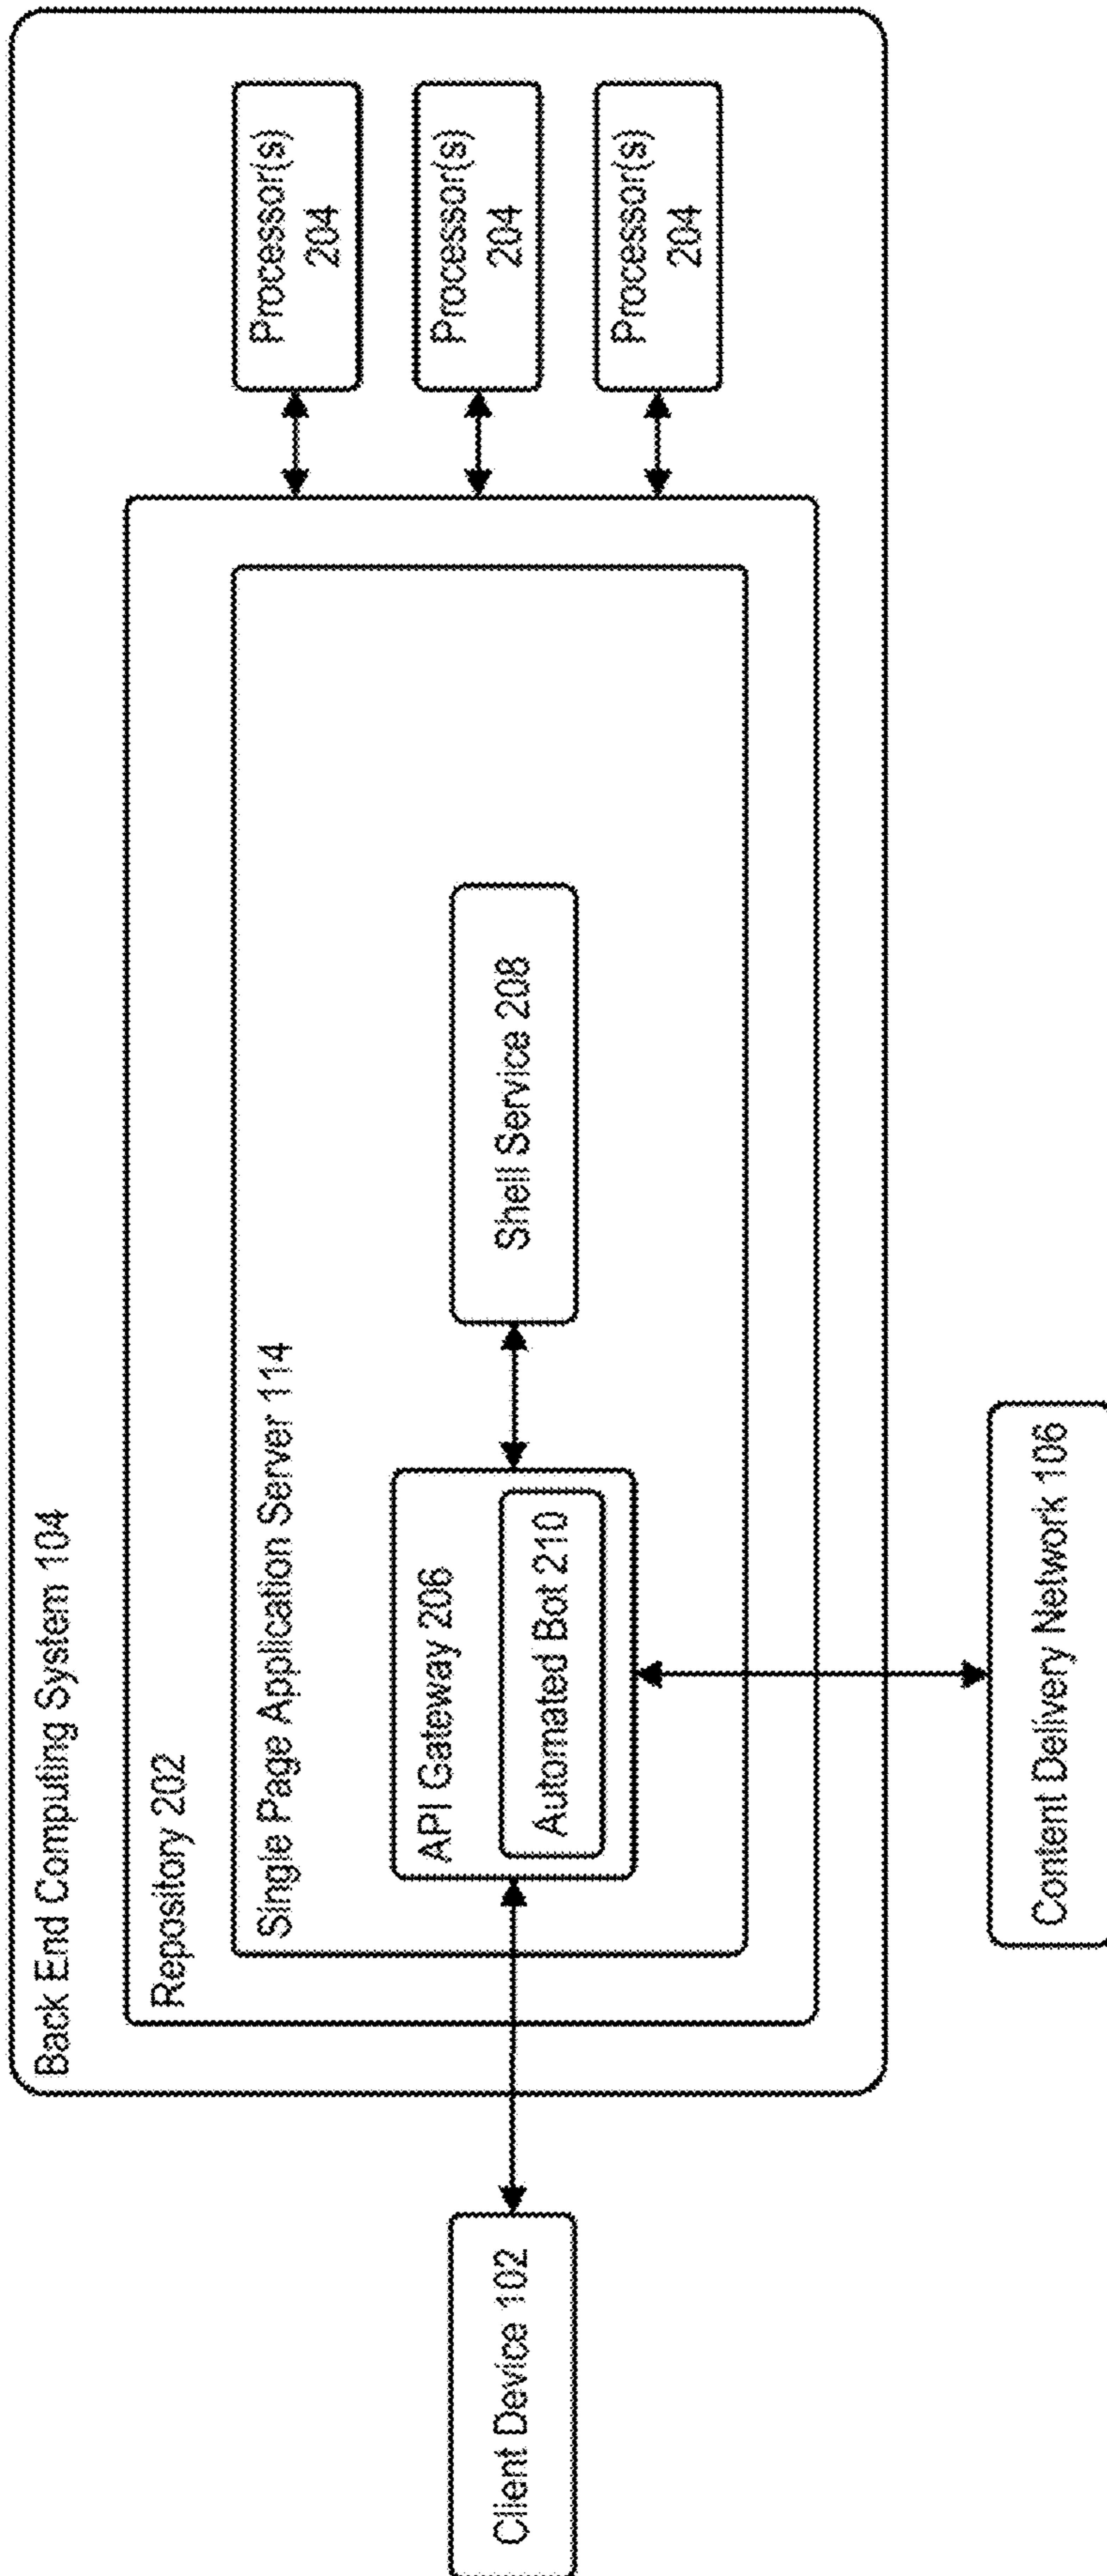 Back End Computing System 104
Repository 202
Single Page Application Server 114
API Gateway 206
Automated Bot 210
Shell Service 208
Processor(s)
204
Processor(s)
204
Processor(s)
204
Client Device 102
Content Delivery Network 106